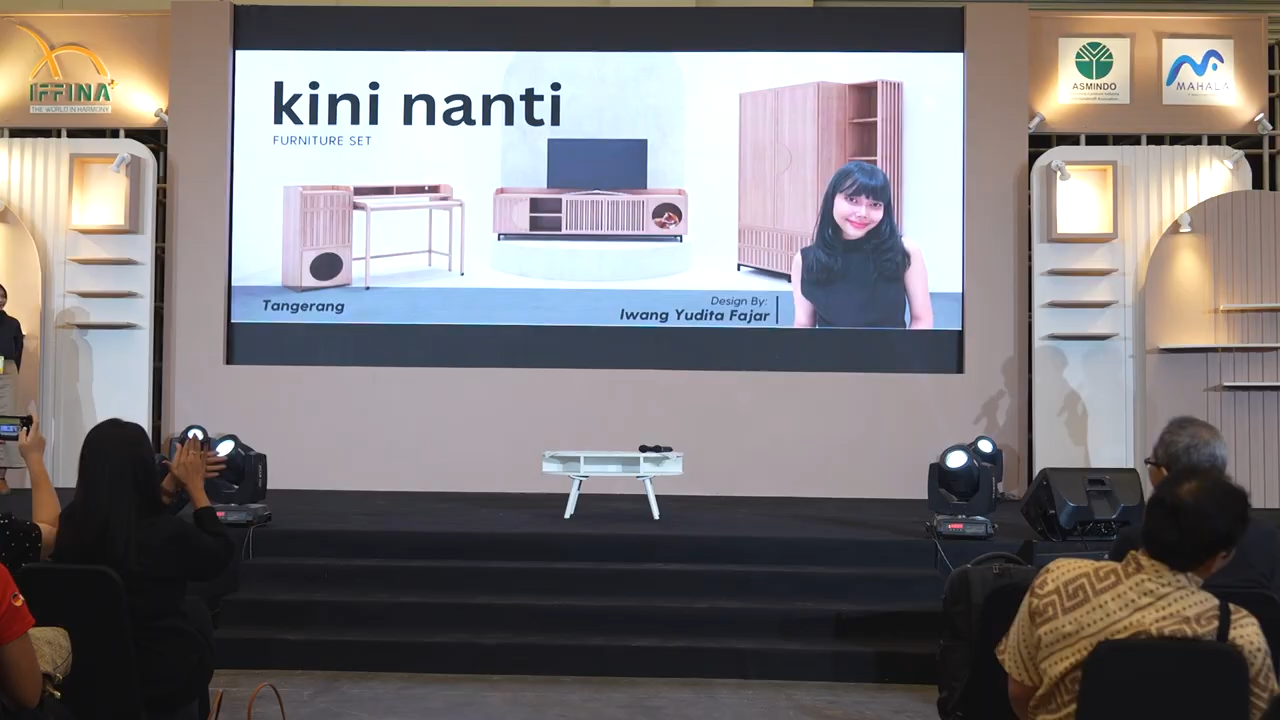 IFFINA
THE WORLD IN HARMONY
kini nanti
FURNITURE SET
Tangerang
Design By:
Iwang Yudita Fajar
ASMINDO
MAHALA